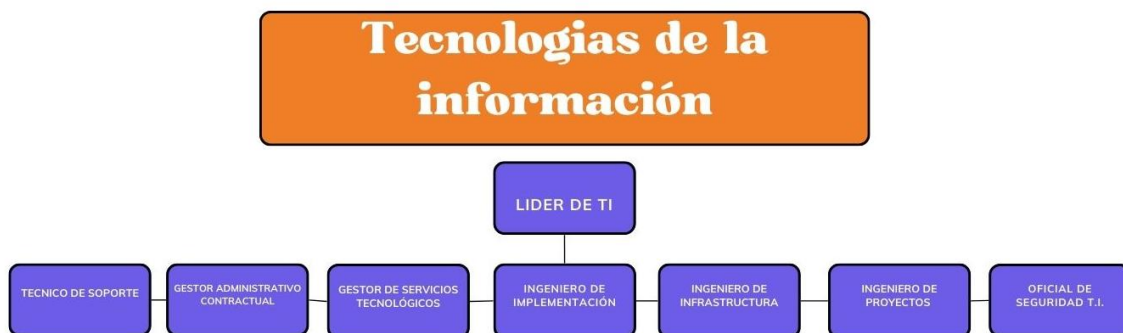 Tecnologias de la
información
LIDER DE TI
TECNICO DE SOPORTE
GESTOR ADMINISTRATIVO
CONTRACTUAL
GESTOR DE SERVICIOS
TECNOLÓGICOS
INGENIERO DE
IMPLEMENTACIÓN
INGENIERO DE
INFRASTRUCTURA
INGENIERO DE
PROYECTOS
OFICIAL DE
SEGURIDAD T.I.